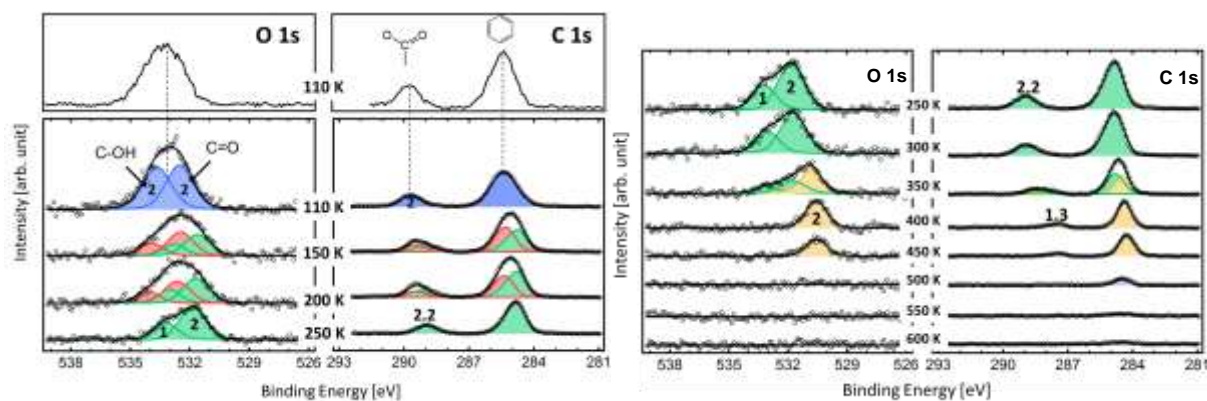 O 1s
C 1s
O O
110 K
C-OH
C=O
2 2
2
110 K
150 K
200 K
1 2
2.2
250 K
538 535 532 529 526
293 290 287 284 281
Binding Energy [eV]
Intensity [arb. unit]
O 1s
C 1s
1 2
2.2
250 K
300 K
350 K
2
1.3
400 K
450 K
500 K
550 K
600 K
538 535 532 529 526
293 290 287 284 281
Binding Energy [eV]
Intensity [arb. unit]